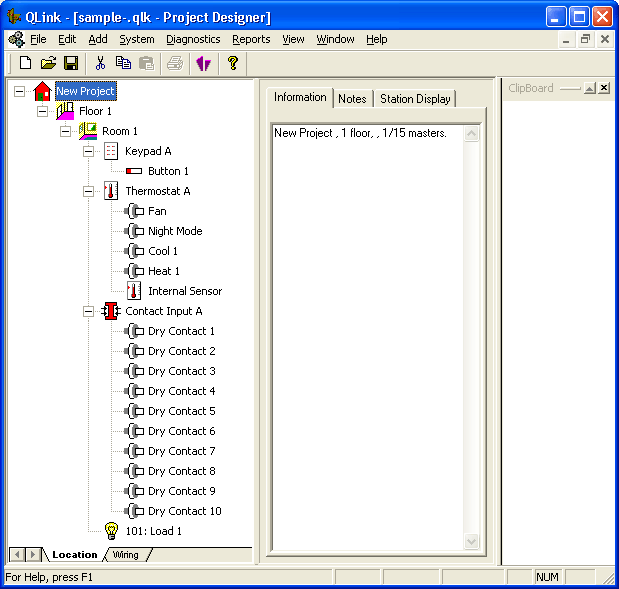 QLink - [sample-.qlk - Project Designer]
File Edit Add System Diagnostics Reports View Window Help
New Project
Floor 1
Room 1
Keypad A
Button 1
Thermostat A
Fan
Night Mode
Cool 1
Heat 1
Internal Sensor
Contact Input A
Dry Contact 1
Dry Contact 2
Dry Contact 3
Dry Contact 4
Dry Contact 5
Dry Contact 6
Dry Contact 7
Dry Contact 8
Dry Contact 9
Dry Contact 10
101: Load 1
Location Wiring
Information Notes Station Display
New Project , 1 floor, , 1/15 masters.
ClipBoard
For Help, press F1 NUM